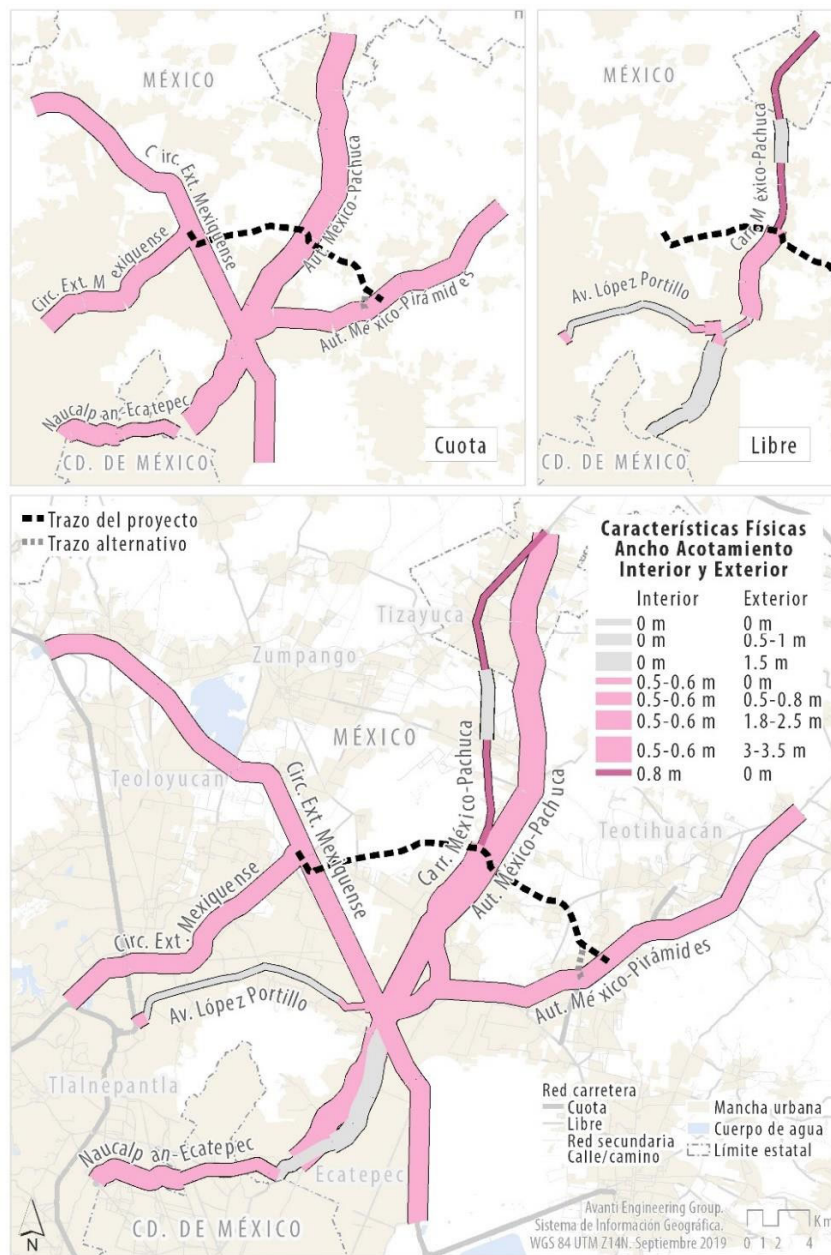 MÉXICO
Circ. Ext. Mexiquense
Aut. México-Pachuca
Circ. Ext. Mexiquense
Aut. México-Pirámides
Naucalpan-Ecatepec
CD. DE MÉXICO
Cuota
MÉXICO
Carr. México-Pachuca
Av. López Portillo
CD. DE MÉXICO
Libre
Trazo del proyecto
Trazo alternativo
Características Físicas
Ancho Acotamiento
Interior y Exterior
Interior Exterior
0 m 0 m
0 m 0.5-1 m
0 m 1.5 m
0.5-0.6 m 0 m
0.5-0.6 m 0.5-0.8 m
0.5-0.6 m 1.8-2.5 m
0.5-0.6 m 3-3.5 m
0.8 m 0 m
Tizayuca
Zumpango
MÉXICO
Teoloyucan
Circ. Ext. Mexiquense
Carr. México-Pachuca
Aut. México-Pachuca
Teotihuacán
Circ. Ext. Mexiquense
Av. López Portillo
Aut. México-Pirámides
Tlalnepantla
Naucalpan-Ecatepec
Ecatepec
CD. DE MÉXICO
Red carretera
Cuota
Libre
Red secundaria
Calle/camino
Mancha urbana
Cuerpo de agua
Límite estatal
N
Avanti Engineering Group.
Sistema de Información Geográfica.
WGS 84 UTM Z14N. Septiembre 2019
Km
0 1 2 4